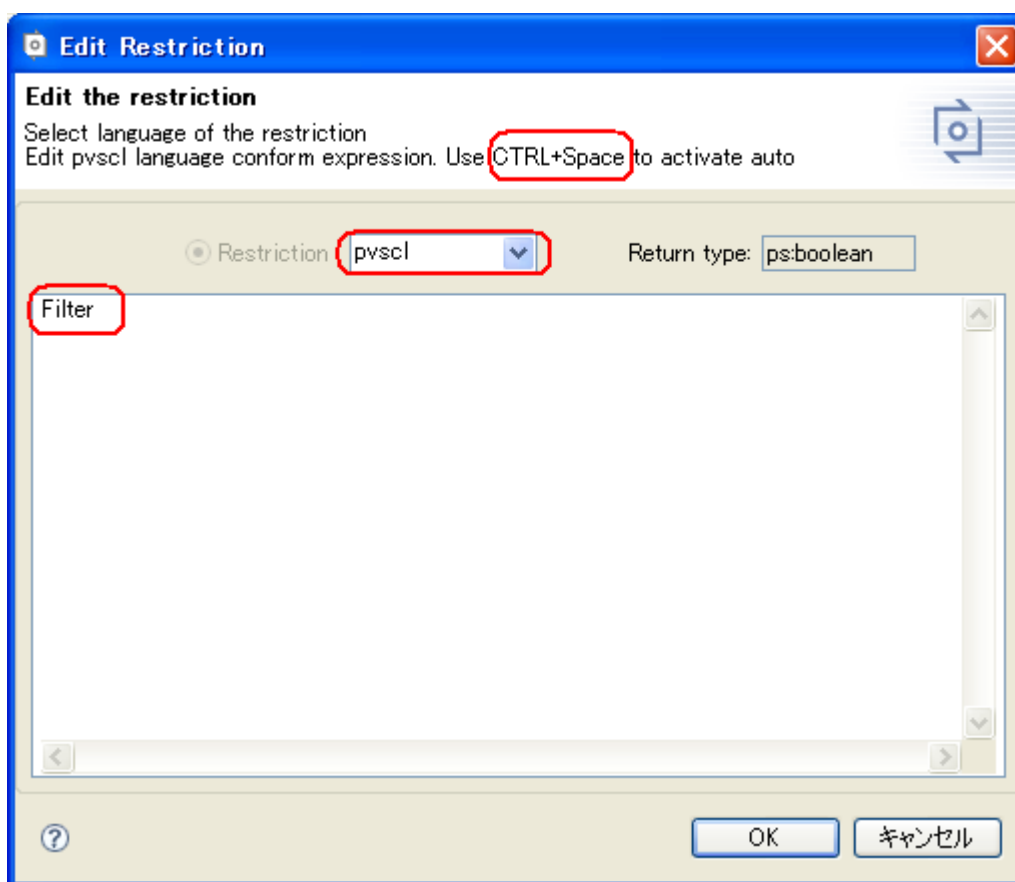 Edit Restriction
Edit the restriction
Select language of the restriction
Edit pvscl language conform expression. Use CTRL+Space to activate auto
Restriction pvscl Return type: ps:boolean
Filter
OK キャンセル